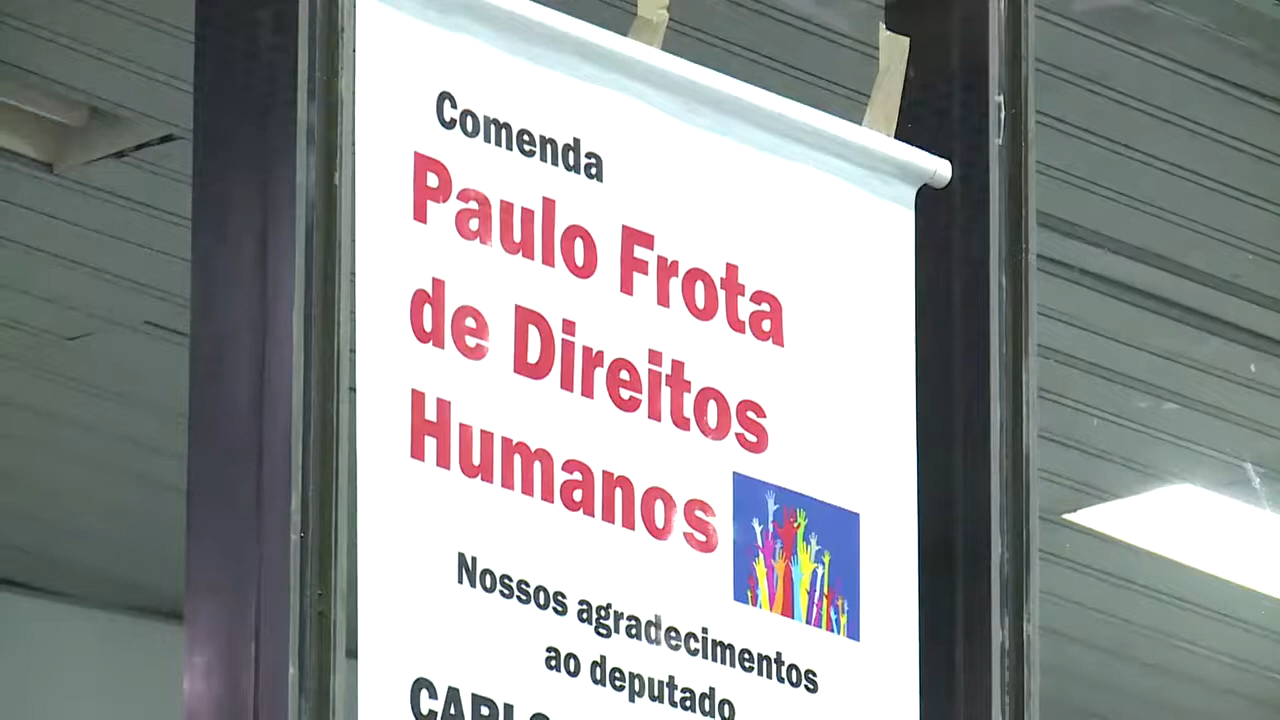 Comenda
Paulo Frota
de Direitos
Humanos
Nossos agradecimentos
ao deputado